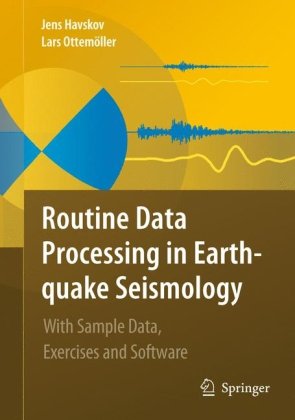 Jens Havskov
Lars Ottemöller
Routine Data
Processing in Earth-
quake Seismology
With Sample Data,
Exercises and Software
Springer